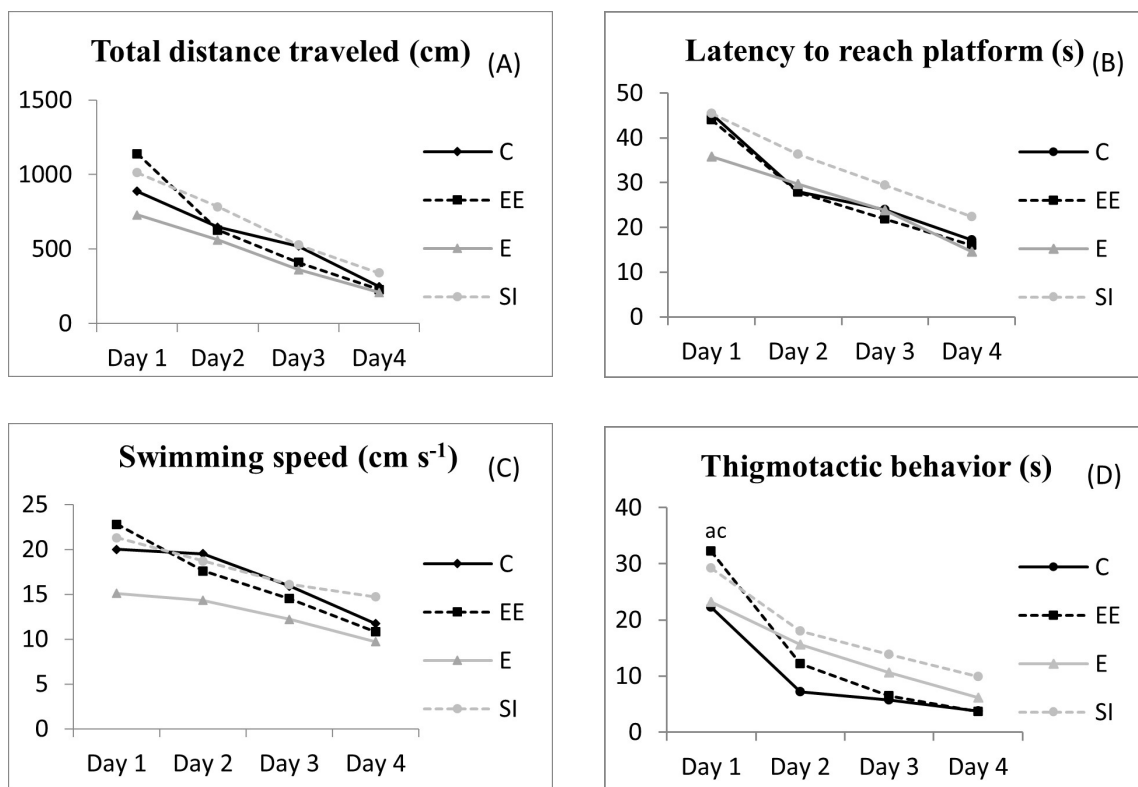 Total distance traveled (cm) (A)
1500
1000
500
0
Day 1 Day2 Day3 Day4
C
EE
E
SI
Latency to reach platform (s) (B)
50
40
30
20
10
0
Day 1 Day 2 Day 3 Day 4
C
EE
E
SI
Swimming speed (cm s-1) (C)
25
20
15
10
5
0
Day 1 Day 2 Day 3 Day 4
C
EE
E
SI
Thigmotactic behavior (s) (D)
40
30
20
10
0
ac
Day 1 Day 2 Day 3 Day 4
C
EE
E
SI